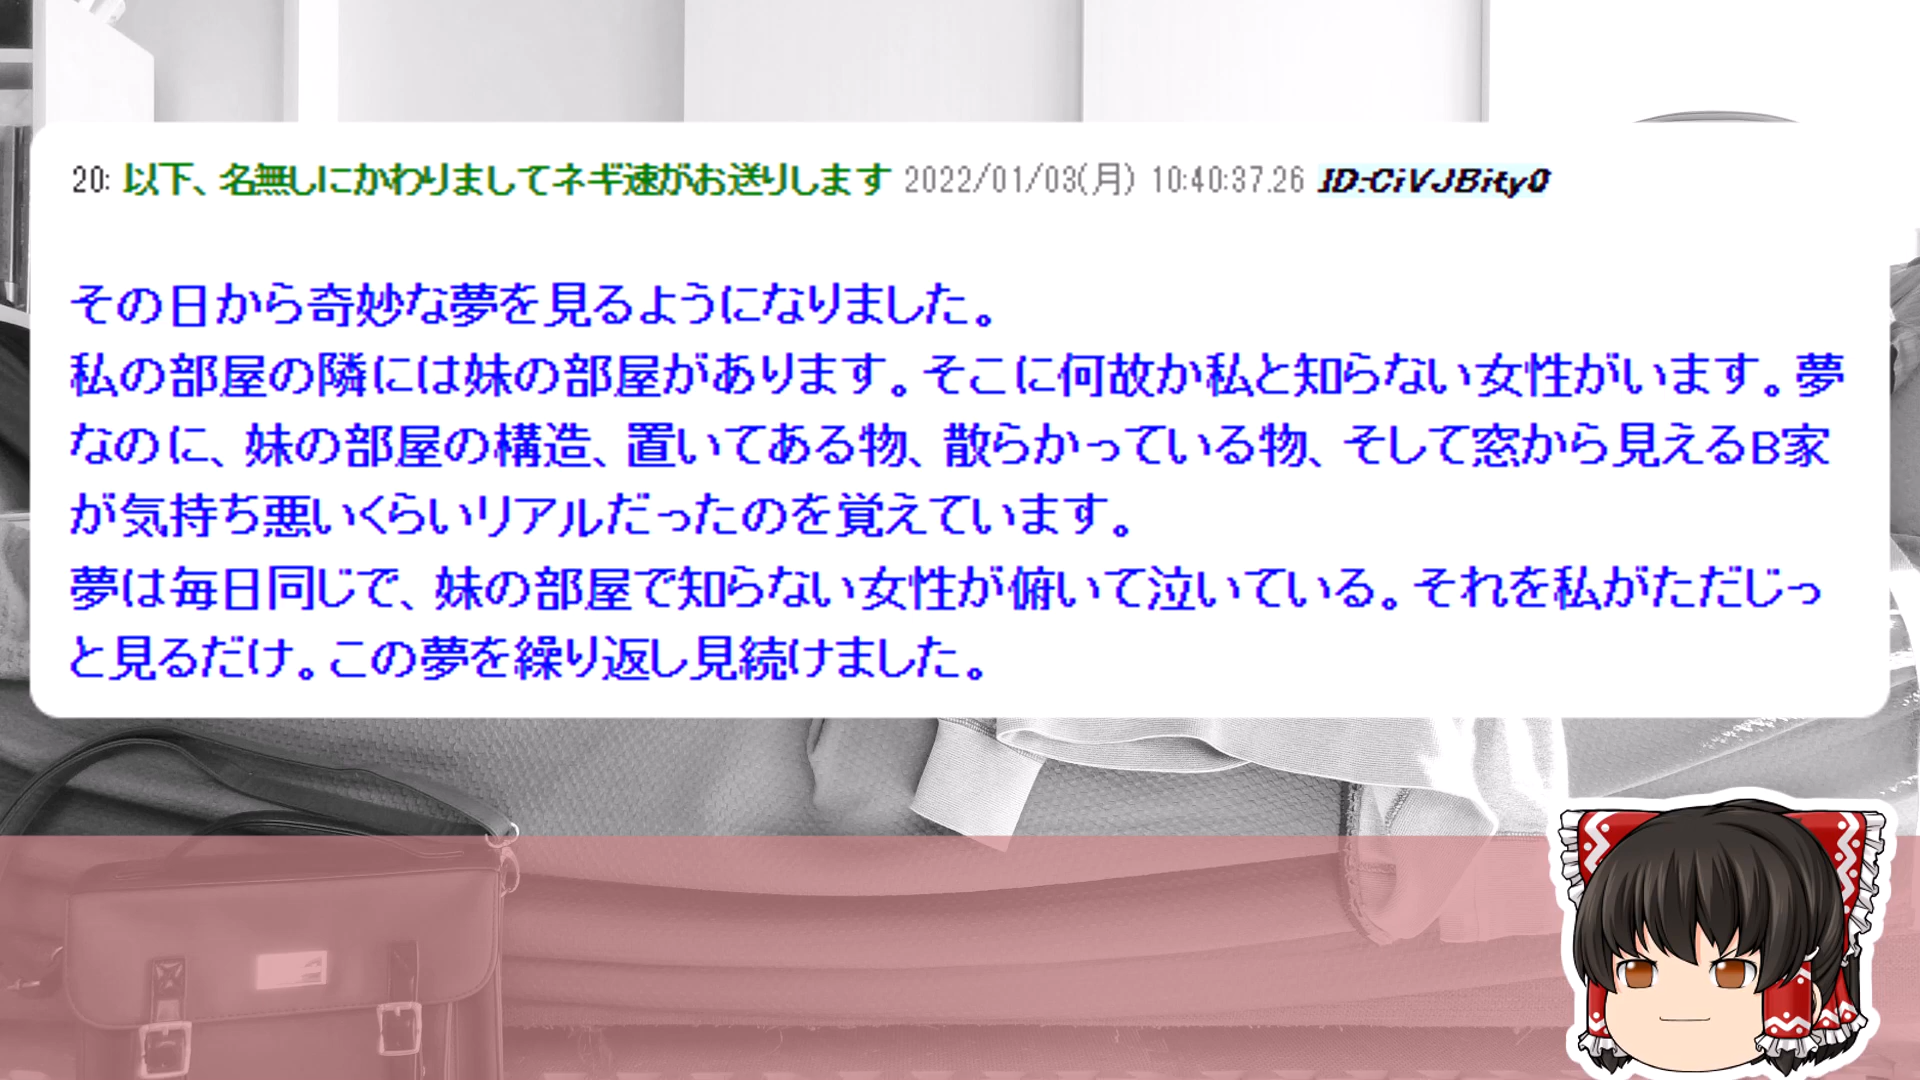 20: 以下、名無しにかわりましてネギ速がお送りします 2022/01/03(月) 10:40:37.26 ID:CiVJBity0
その日から奇妙な夢を見るようになりました。
私の部屋の隣には妹の部屋があります。そこに何故か私と知らない女性がいます。夢
なのに、妹の部屋の構造、置いてある物、散らかっている物、そして窓から見えるB家
が気持ち悪いくらいリアルだったのを覚えています。
夢は毎日同じで、妹の部屋で知らない女性が俯いて泣いている。それを私がただじっ
と見るだけ。この夢を繰り返し見続けました。